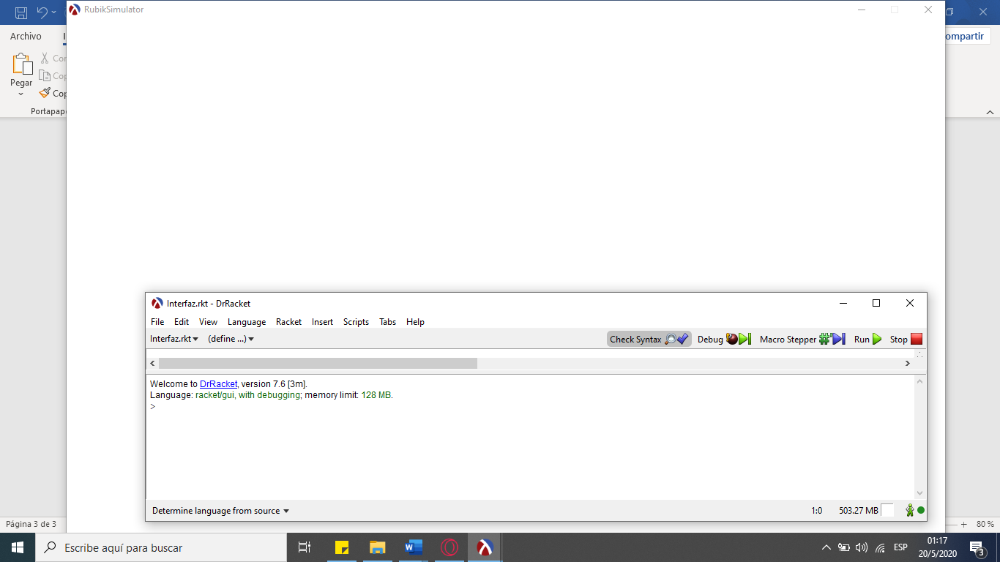 RubikSimulator
Archivo
ompartir
Pegar
Cor
Cop
Cop
Portapape
Interfaz.rkt - DrRacket
File Edit View Language Racket Insert Scripts Tabs Help
Interfaz.rkt (define ...) Check Syntax Debug Macro Stepper Run Stop
Welcome to DrRacket, version 7.6 [3m].
Language: racket/gui, with debugging; memory limit: 128 MB.
>
Determine language from source 1:0 503.27 MB
Página 3 de 3 80 %
Escribe aquí para buscar
ESP
01:17
20/5/2020
3